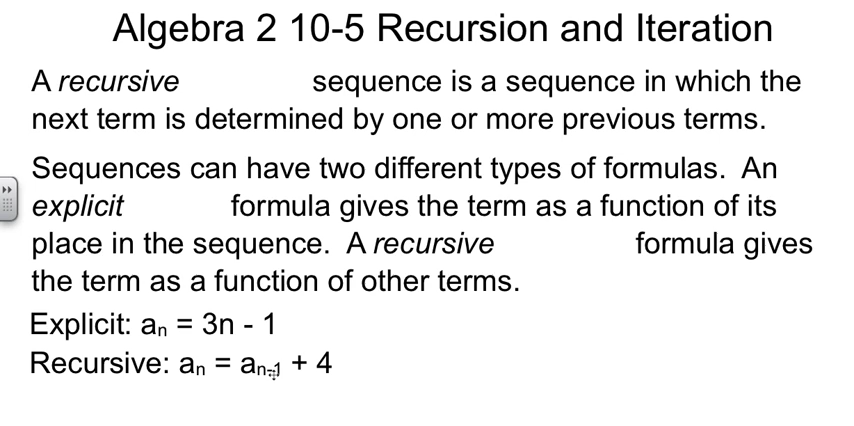 Algebra 2 10-5 Recursion and Iteration
A recursive sequence is a sequence in which the
next term is determined by one or more previous terms.
Sequences can have two different types of formulas. An
explicit formula gives the term as a function of its
place in the sequence. A recursive formula gives
the term as a function of other terms.
Explicit: aₙ = 3n - 1
Recursive: aₙ = aₙ₋₁ + 4